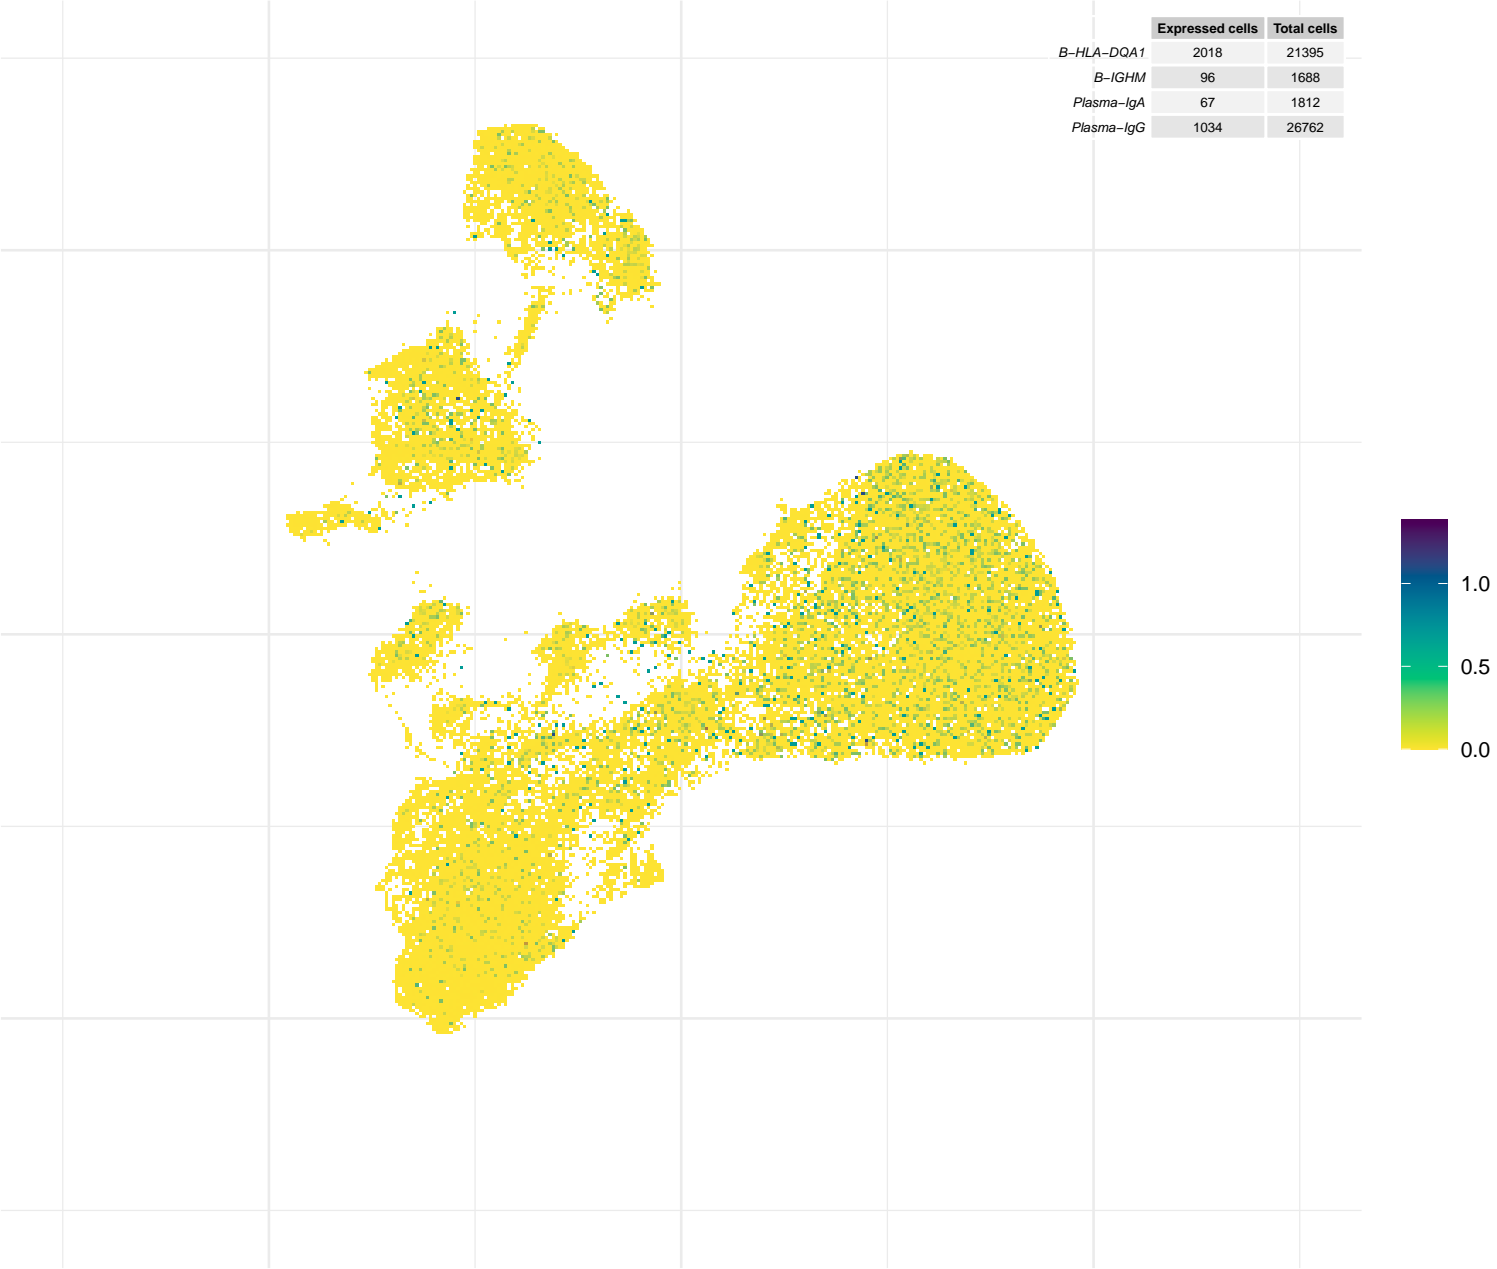 Expressed cells Total cells
B−HLA−DQA1 2018 21395
B−IGHM 96 1688
Plasma−IgA 67 1812
Plasma−IgG 1034 26762
1.0
0.5
0.0